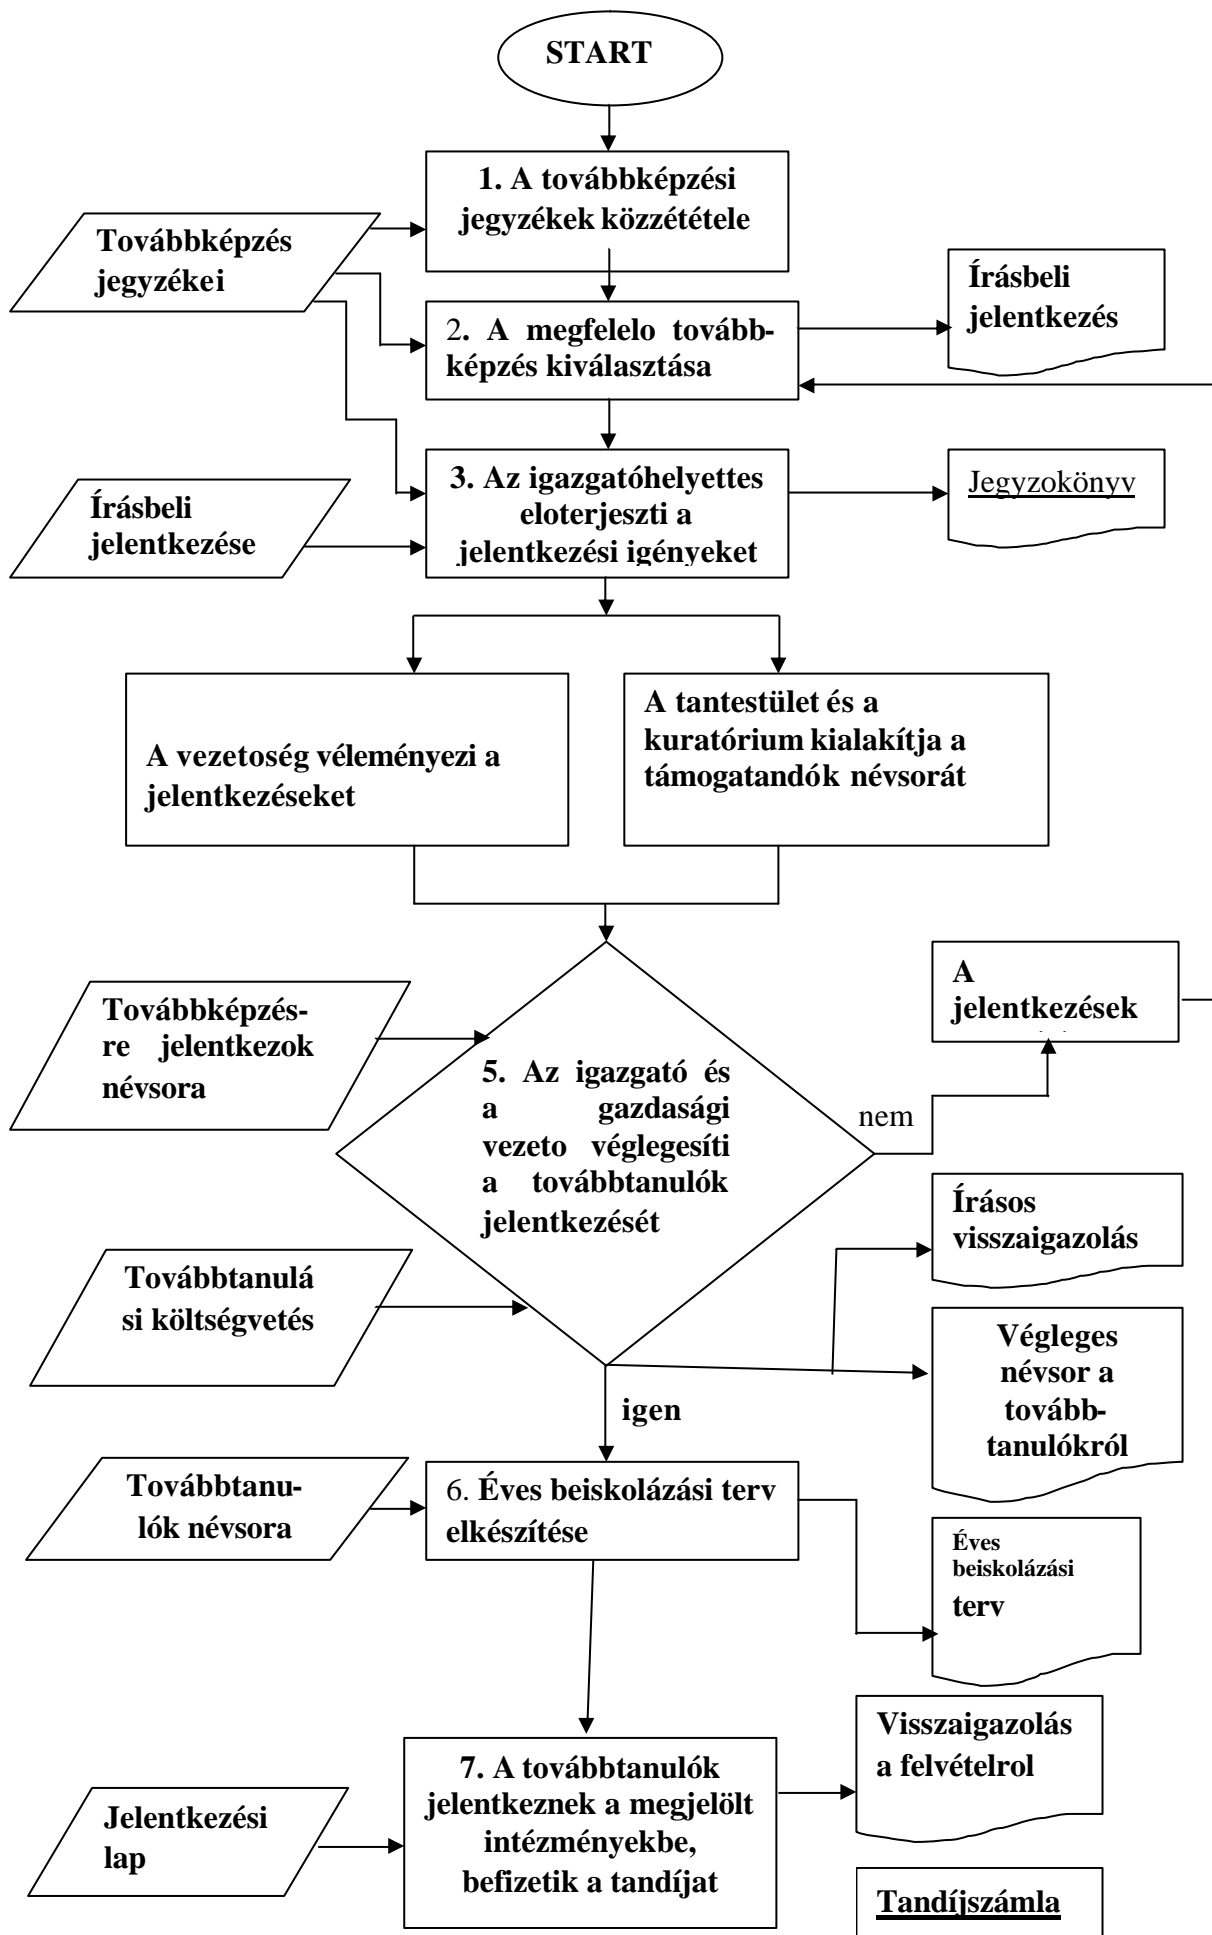 START
1. A továbbképzési
jegyzékek közzététele
Továbbképzés
jegyzékei
2. A megfelelo tovább-
képzés kiválasztása
Írásbeli
jelentkezés
3. Az igazgatóhelyettes
eloterjeszti a
jelentkezési igényeket
Írásbeli
jelentkezése
Jegyzokönyv
A vezetoség véleményezi a
jelentkezéseket
A tantestület és a
kuratórium kialakítja a
támogatandók névsorát
Továbbképzés-
re jelentkezok
névsora
5. Az igazgató és
a gazdasági
vezeto véglegesíti
a továbbtanulók
jelentkezését
nem
A
jelentkezések
Írásos
visszaigazolás
Továbbtanulá
si költségvetés
Végleges
névsor a
tovább-
tanulókról
igen
Továbbtanu-
lók névsora
6. Éves beiskolázási terv
elkészítése
Éves
beiskolázási
terv
7. A továbbtanulók
jelentkeznek a megjelölt
intézményekbe,
befizetik a tandíjat
Visszaigazolás
a felvételrol
Jelentkezési
lap
Tandíjszámla